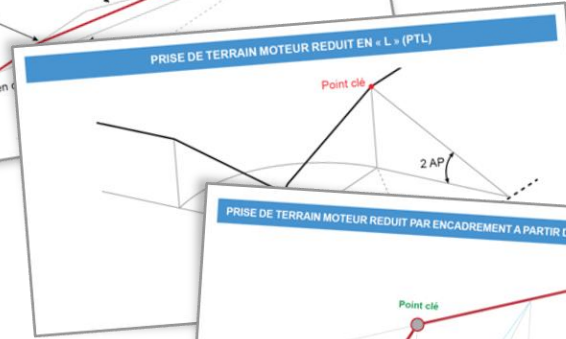 en
PRISE DE TERRAIN MOTEUR REDUIT EN « L » (PTL)
Point clé
2 AP
PRISE DE TERRAIN MOTEUR REDUIT PAR ENCADREMENT A PARTIR D
Point clé